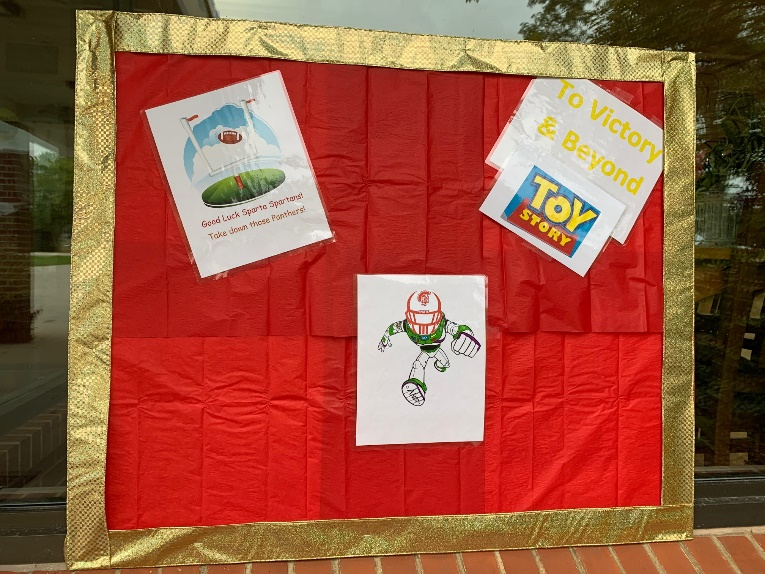 Good Luck Sparta Spartans!
Take down those Panthers!
To Victory
& Beyond
TOY
STORY